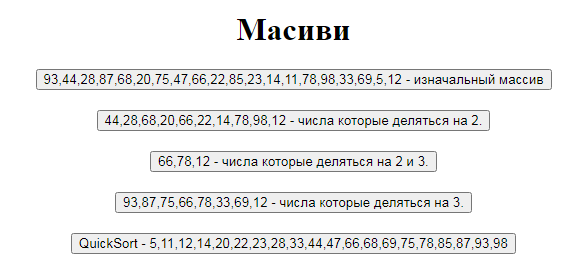 Масиви
93,44,28,87,68,20,75,47,66,22,85,23,14,11,78,98,33,69,5,12 - изначальный массив
44,28,68,20,66,22,14,78,98,12 - числа которые деляться на 2.
66,78,12 - числа которые деляться на 2 и 3.
93,87,75,66,78,33,69,12 - числа которые деляться на 3.
QuickSort - 5,11,12,14,20,22,23,28,33,44,47,66,68,69,75,78,85,87,93,98